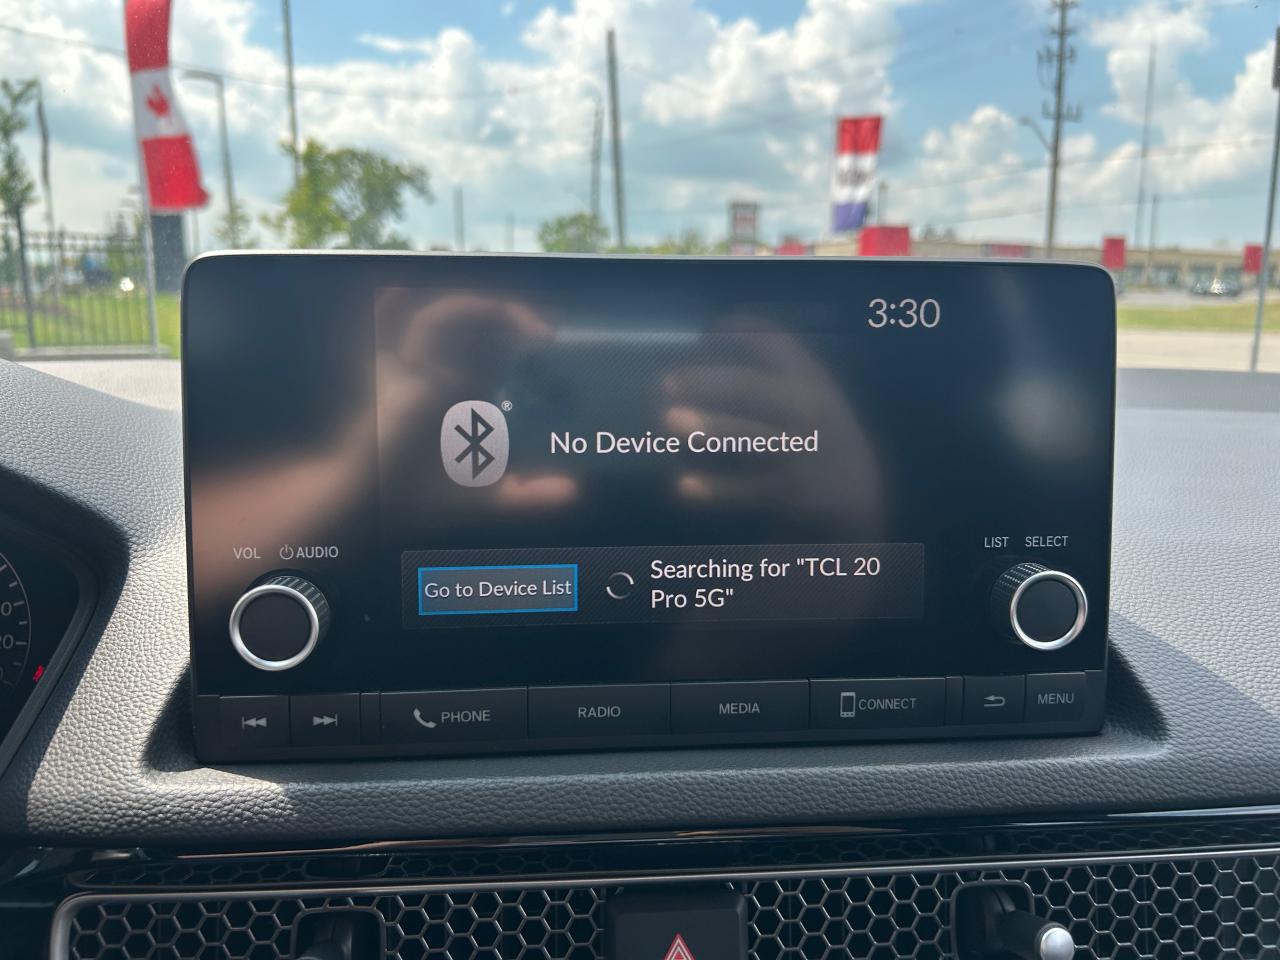 3:30
®
No Device Connected
VOL AUDIO
LIST SELECT
Go to Device List
Searching for "TCL 20
Pro 5G"
PHONE
RADIO
MEDIA
CONNECT
MENU